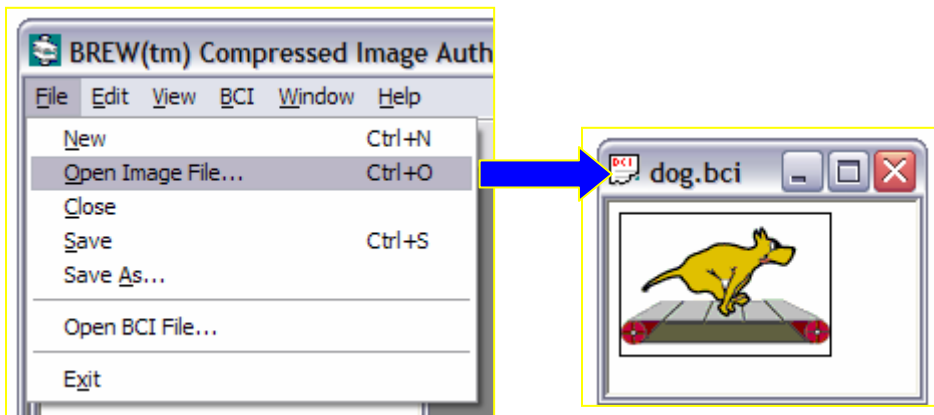 BREW(tm) Compressed Image Auth
File Edit View BCI Window Help
New Ctrl+N
Open Image File... Ctrl+O
Close
Save Ctrl+S
Save As...
Open BCI File...
Exit
BCI
dog.bci